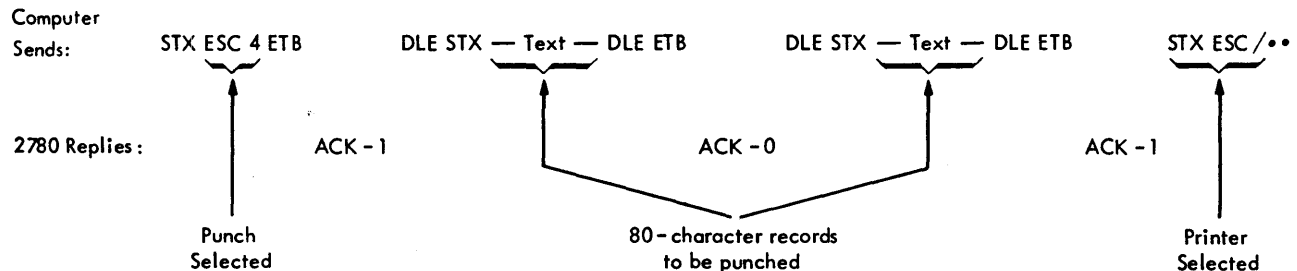 Computer
Sends: STX ESC 4 ETB DLE STX — Text — DLE ETB DLE STX — Text — DLE ETB STX ESC /••
2780 Replies: ACK-1 ACK-0 ACK-1
Punch 80-character records Printer
Selected to be punched Selected